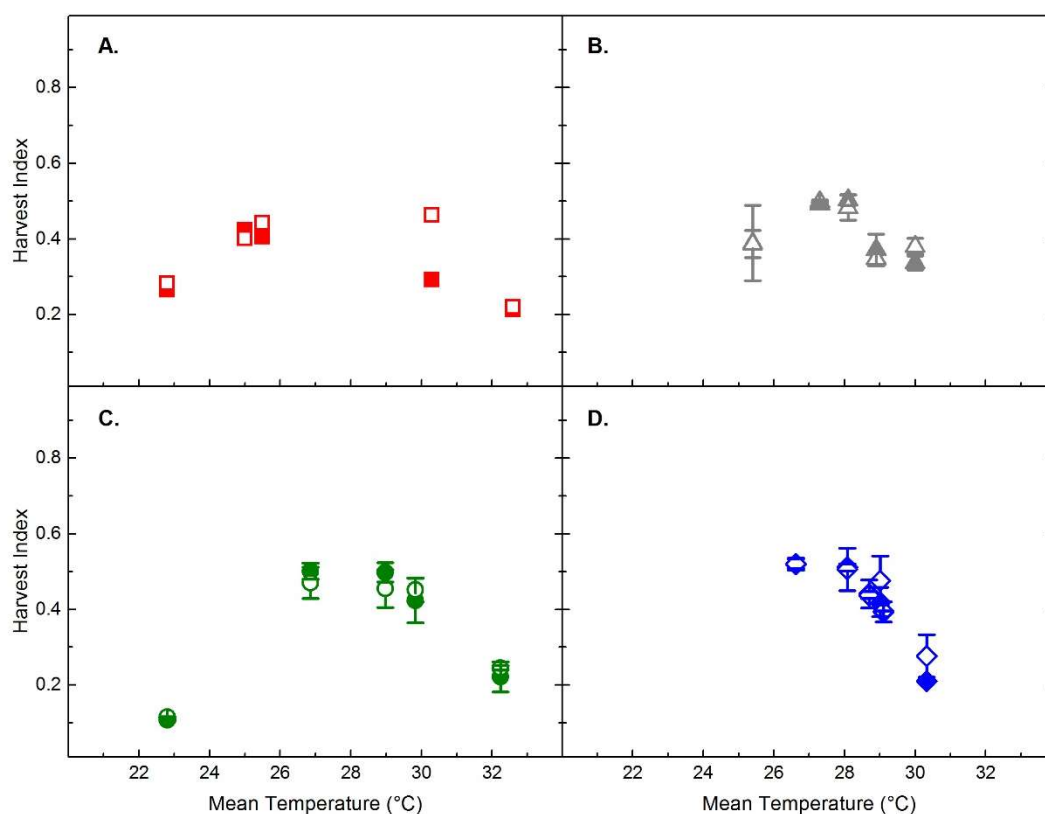 A.
B.
0.8
0.6
0.4
0.2
Harvest Index
C.
D.
0.8
0.6
0.4
0.2
Harvest Index
22 24 26 28 30 32
22 24 26 28 30 32
Mean Temperature (°C)
Mean Temperature (°C)